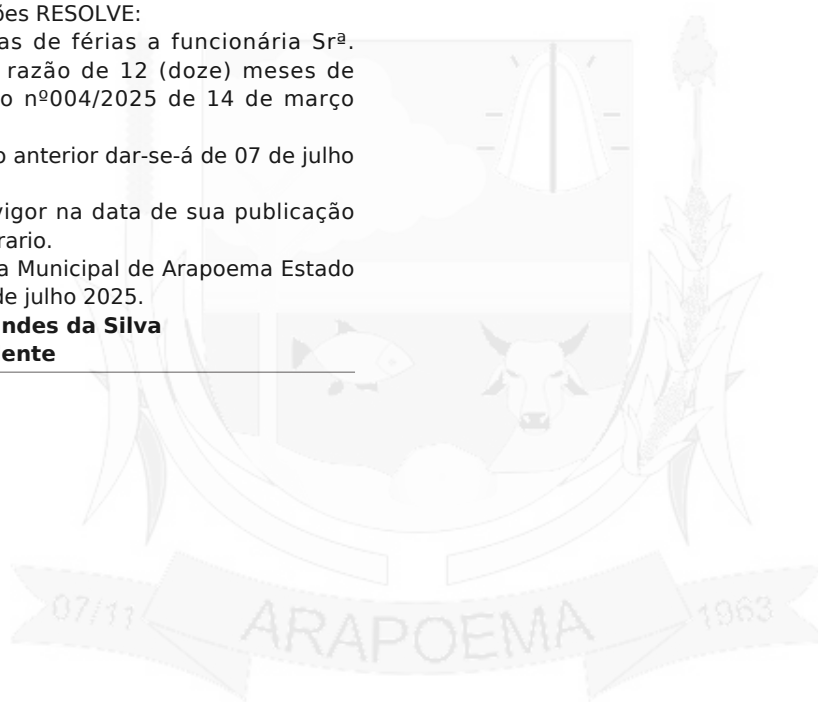 ões RESOLVE:
as de férias a funcionária Srª.
razão de 12 (doze) meses de
o nº004/2025 de 14 de março
o anterior dar-se-á de 07 de julho
vigor na data de sua publicação
rario.
a Municipal de Arapoema Estado
de julho 2025.
ndes da Silva
ente
07/11 ARAPOEMA 1963